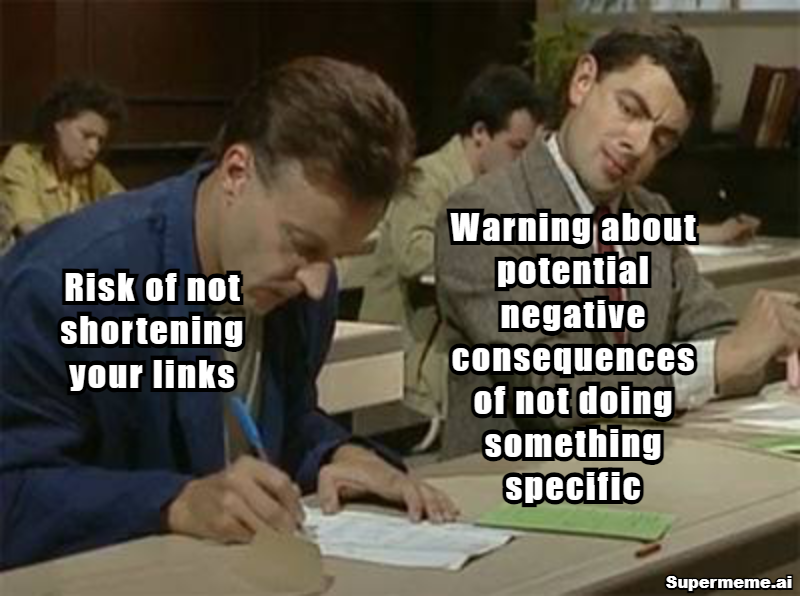 Risk of not
shortening
your links
Warning about
potential
negative
consequences
of not doing
something
specific
Supermeme.ai